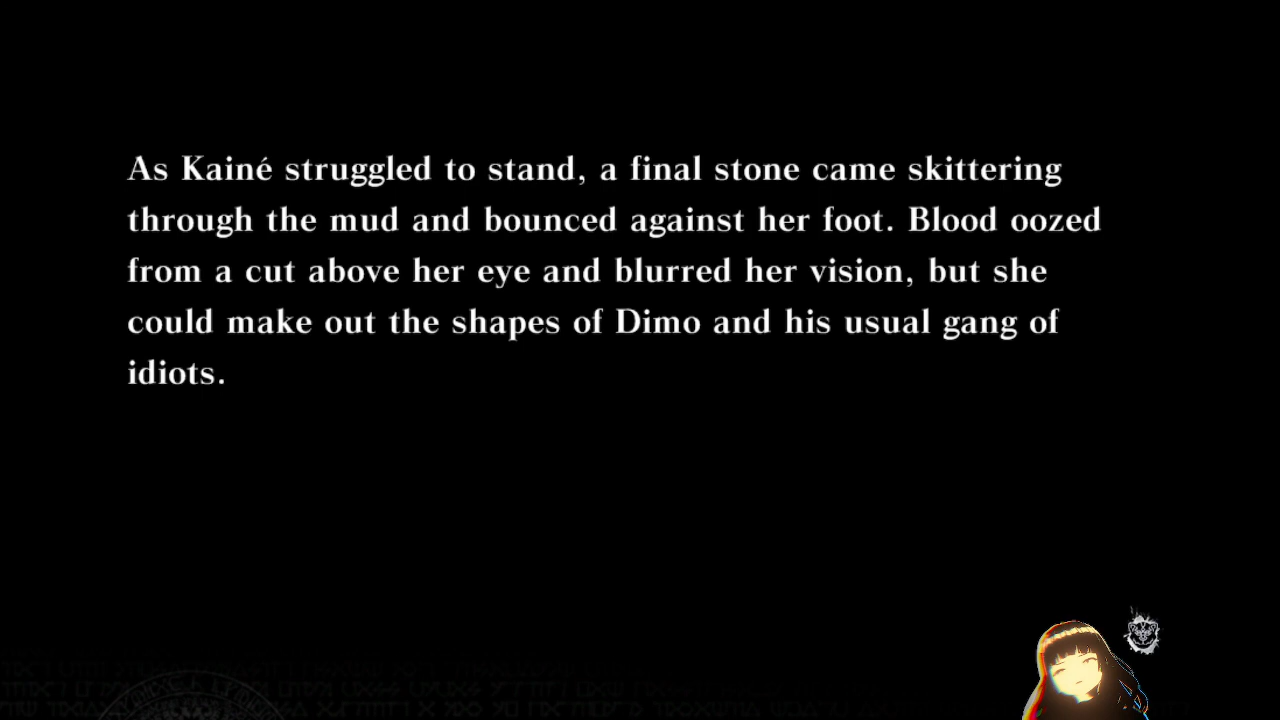 As Kainé struggled to stand, a final stone came skittering
through the mud and bounced against her foot. Blood oozed
from a cut above her eye and blurred her vision, but she
could make out the shapes of Dimo and his usual gang of
idiots.